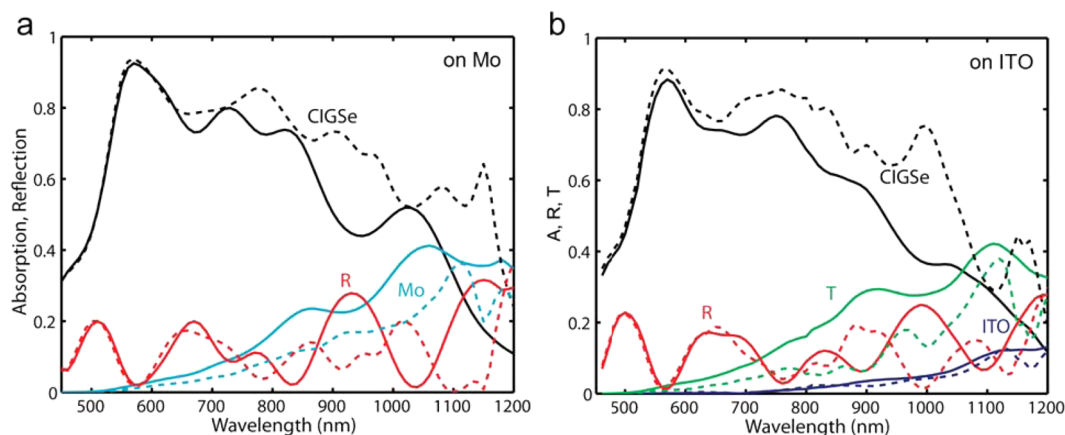 a
on Mo
Absorption, Reflection
1
0.8
0.6
0.4
0.2
0
CIGSe
R
Mo
500 600 700 800 900 1000 1100 1200
Wavelength (nm)
b
on ITO
A, R, T
1
0.8
0.6
0.4
0.2
0
CIGSe
T
R
ITO
500 600 700 800 900 1000 1100 1200
Wavelength (nm)